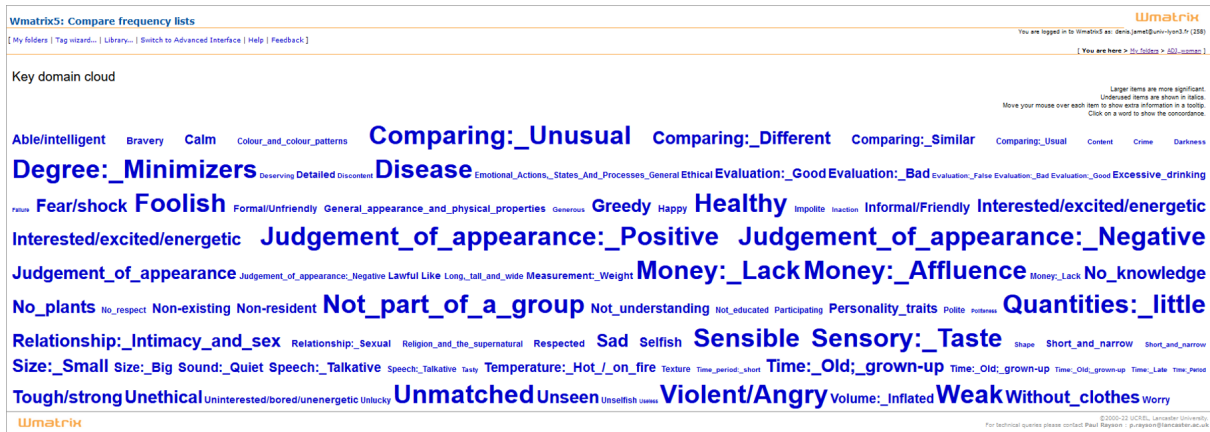 Wmatrix5: Compare frequency lists
Wmatrix
You are logged in to Wmatrix5 as: denis.jamet@univ-lyon3.fr (258)
[ My folders | Tag wizard... | Library... | Switch to Advanced Interface | Help | Feedback ]
[ You are here > My folders > ADJ_woman ]
Key domain cloud
Larger items are more significant.
Underused items are shown in italics.
Move your mouse over each item to show extra information in a tooltip.
Click on a word to show the concordance.
Able/intelligent Bravery Calm Colour_and_colour_patterns Comparing:_Unusual Comparing:_Different Comparing:_Similar Comparing:_Usual Content Crime Darkness
Degree:_Minimizers Deserving Detailed Discontent Disease Emotional_Actions,_States_And_Processes_General Ethical Evaluation:_Good Evaluation:_Bad Evaluation:_False Evaluation:_Bad Evaluation:_Good Excessive_drinking
Failure Fear/shock Foolish Formal/Unfriendly General_appearance_and_physical_properties Generous Greedy Happy Healthy Impolite Inaction Informal/Friendly Interested/excited/energetic
Interested/excited/energetic Judgement_of_appearance:_Positive Judgement_of_appearance:_Negative
Judgement_of_appearance Judgement_of_appearance:_Negative Lawful Like Long,_tall_and_wide Measurement:_Weight Money:_Lack Money:_Affluence Money:_Lack No_knowledge
No_plants No_respect Non-existing Non-resident Not_part_of_a_group Not_understanding Not_educated Participating Personality_traits Polite Politeness Quantities:_little
Relationship:_Intimacy_and_sex Relationship:_Sexual Religion_and_the_supernatural Respected Sad Selfish Sensible Sensory:_Taste Shape Short_and_narrow Short_and_narrow
Size:_Small Size:_Big Sound:_Quiet Speech:_Talkative Speech:_Talkative Tasty Temperature:_Hot_/_on_fire Texture Time_period:_short Time:_Old;_grown-up Time:_Old;_grown-up Time:_Old;_grown-up Time:_Late Time:_Period
Tough/strong Unethical Uninterested/bored/unenergetic Unlucky Unmatched Unseen Unselfish Useless Violent/Angry Volume:_Inflated Weak Without_clothes Worry
Wmatrix
©2000-22 UCREL, Lancaster University.
For technical queries please contact Paul Rayson :: p.rayson@lancaster.ac.uk